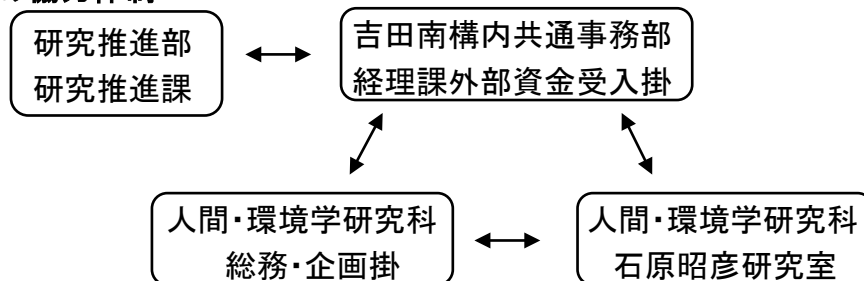 研究推進部
研究推進課
吉田南構内共通事務部
経理課外部資金受入掛
人間・環境学研究科
総務・企画掛
人間・環境学研究科
石原昭彦研究室